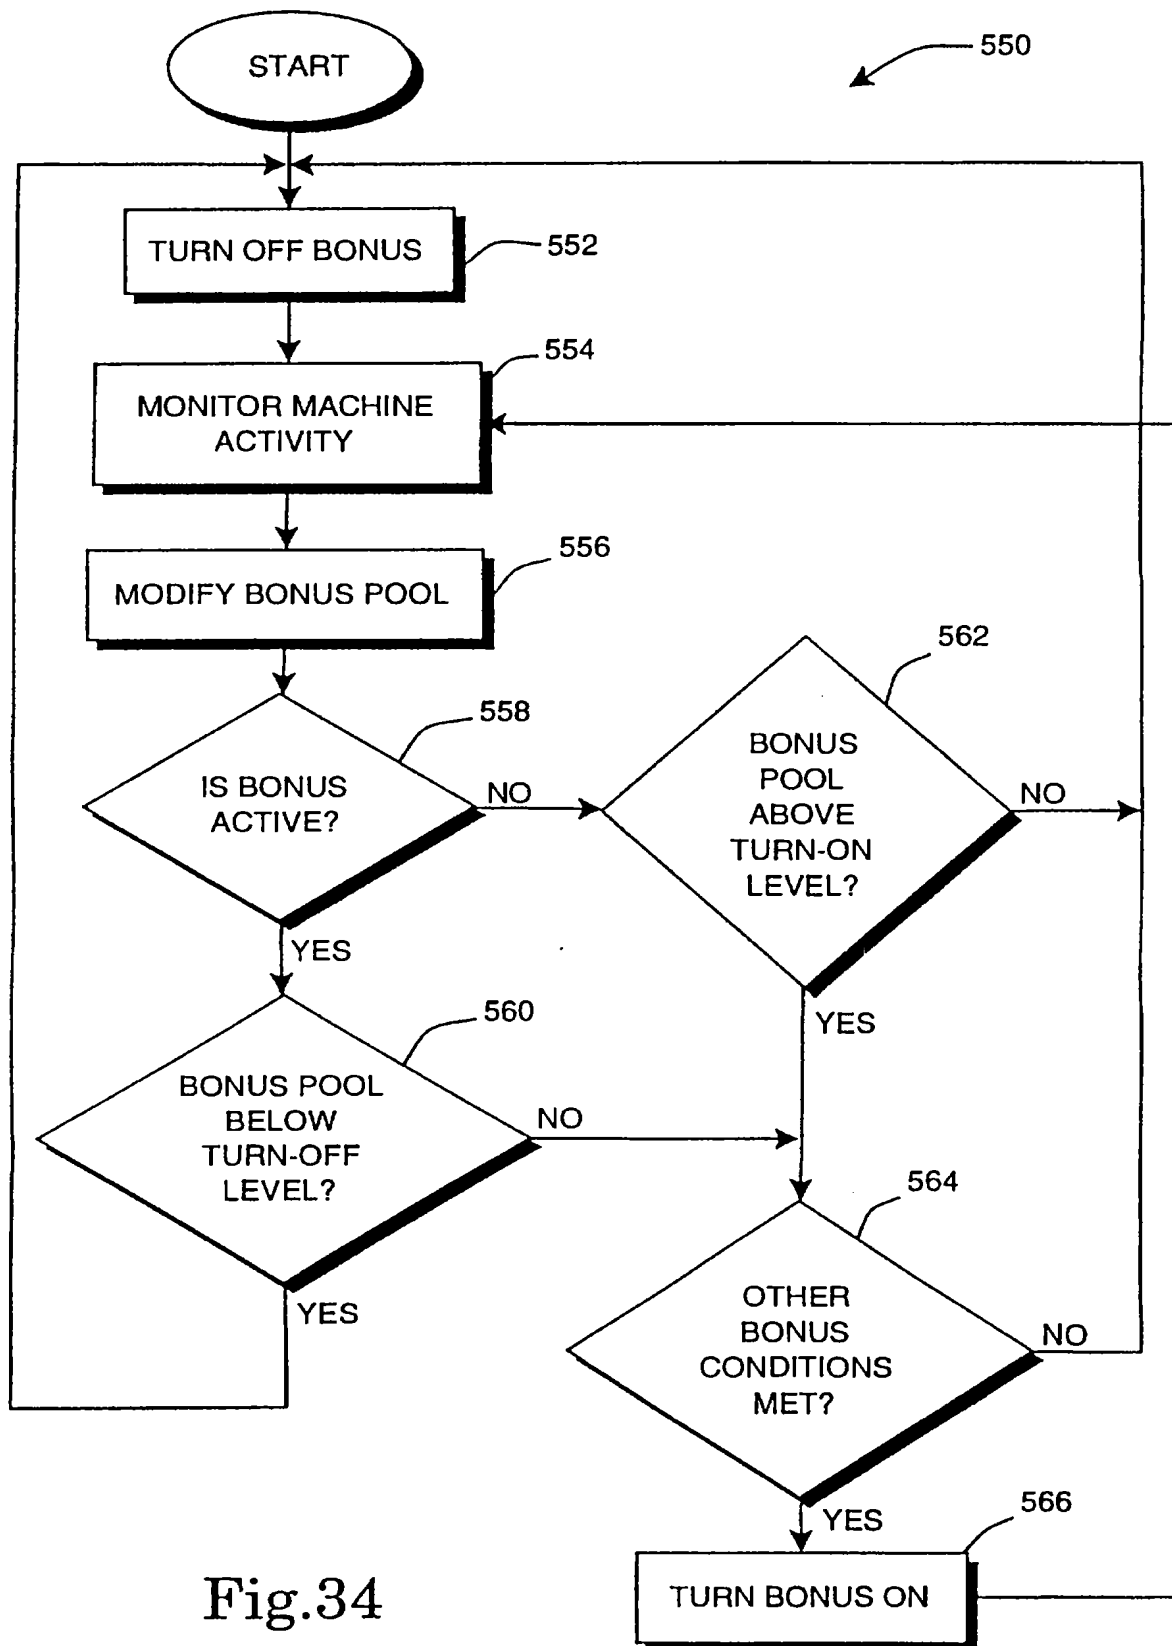 START
550
TURN OFF BONUS
552
554
MONITOR MACHINE
ACTIVITY
556
MODIFY BONUS POOL
562
558
IS BONUS
ACTIVE?
NO
BONUS
POOL
ABOVE
TURN-ON
LEVEL?
NO
YES
560
YES
BONUS POOL
BELOW
TURN-OFF
LEVEL?
NO
564
YES
OTHER
BONUS
CONDITIONS
MET?
NO
YES
566
TURN BONUS ON
Fig.34